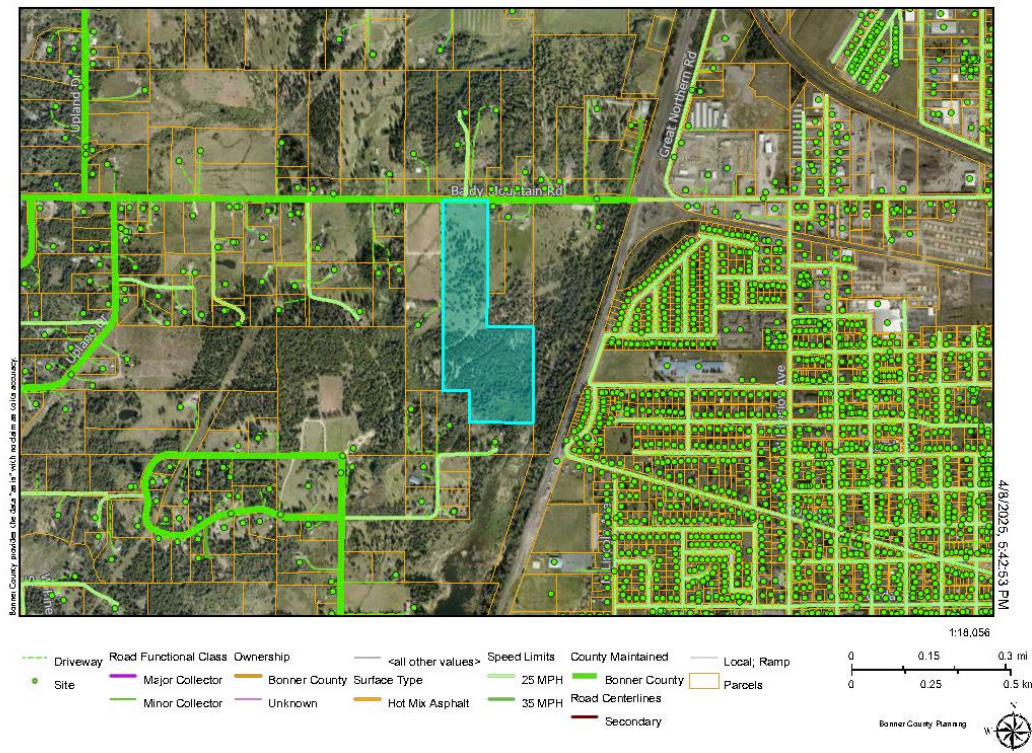 Upland Dr
Great Northern Rd
Baldy Mountain Rd
Upland Dr
Bonner County provides this data "as is" with no claim as to its accuracy.
4/8/2025, 5:42:53 PM
1:18,056
Driveway
Site
Road Functional Class
Major Collector
Minor Collector
Ownership
Bonner County
Unknown
<all other values>
Surface Type
Hot Mix Asphalt
Speed Limits
25 MPH
35 MPH
County Maintained
Bonner County
Road Centerlines
Secondary
Local; Ramp
Parcels
0 0.15 0.3 mi
0 0.25 0.5 km
Bonner County Planning
N
W